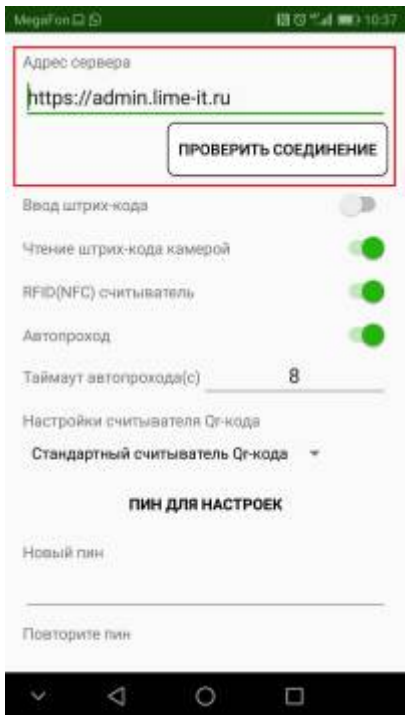 MegaFon 10:37
Адрес сервера
https://admin.lime-it.ru
ПРОВЕРИТЬ СОЕДИНЕНИЕ
Ввод штрих-кода
Чтение штрих-кода камерой
RFID(NFC) считыватель
Автопроход
Таймаут автопрохода(с) 8
Настройки считывателя Qr-кода
Стандартный считыватель Qr-кода
ПИН ДЛЯ НАСТРОЕК
Новый пин
Повторите пин